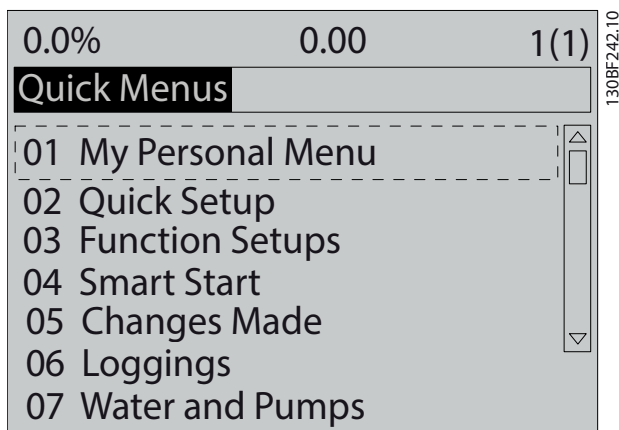 0.0% 0.00 1(1)
Quick Menus
01 My Personal Menu
02 Quick Setup
03 Function Setups
04 Smart Start
05 Changes Made
06 Loggings
07 Water and Pumps
130BF242.10